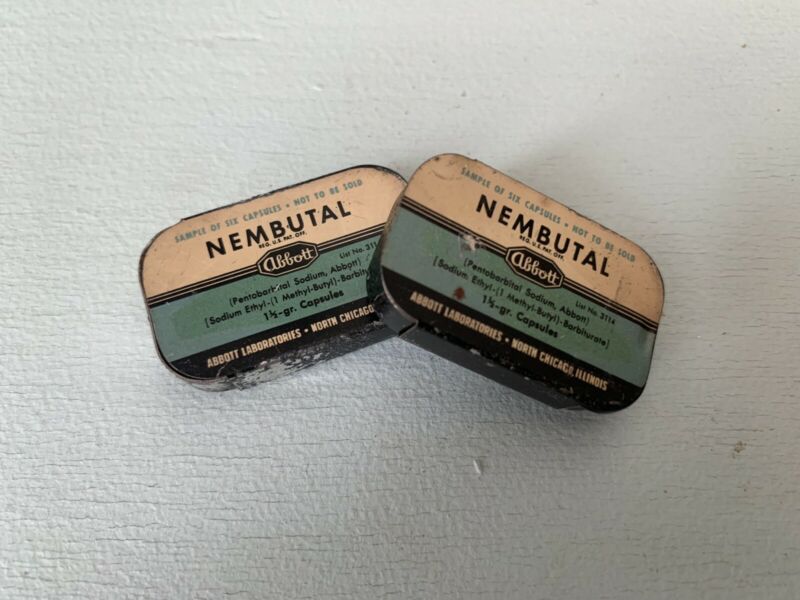 SAMPLE OF SIX CAPSULES • NOT TO BE SOLD
NEMBUTAL
REG. U.S. PAT. OFF.
Abbott
List No. 311
(Pentobarbital Sodium, Abbott)
[Sodium Ethyl-(1 Methyl-Butyl)-Barbitu
1½-gr. Capsules
ABBOTT LABORATORIES • NORTH CHICAGO
SAMPLE OF SIX CAPSULES • NOT TO BE SOLD
NEMBUTAL
REG. U.S. PAT. OFF.
Abbott
List No. 3114
(Pentobarbital Sodium, Abbott)
[Sodium Ethyl-(1 Methyl-Butyl)-Barbiturate]
1½-gr. Capsules
ABBOTT LABORATORIES • NORTH CHICAGO, ILLINOIS